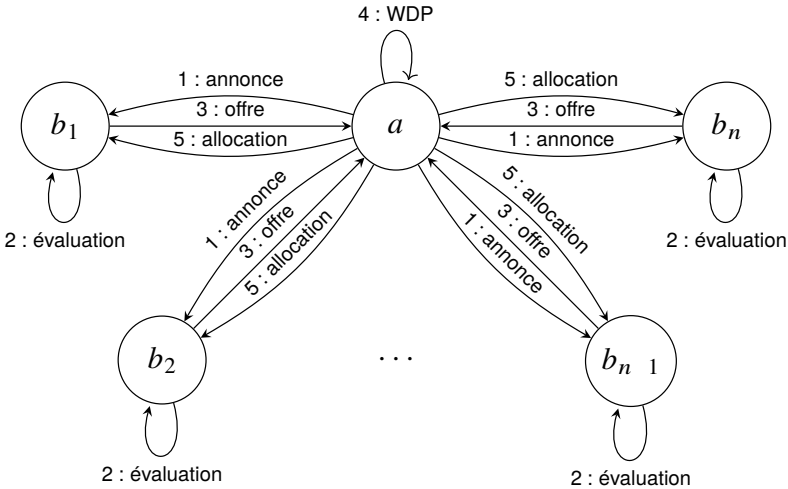 4 : WDP
1 : annonce
3 : offre
5 : allocation
5 : allocation
3 : offre
1 : annonce
b1
a
bn
2 : évaluation
2 : évaluation
1 : annonce
3 : offre
5 : allocation
5 : allocation
3 : offre
1 : annonce
b2
...
bn 1
2 : évaluation
2 : évaluation